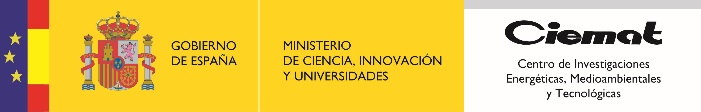 GOBIERNO
DE ESPAÑA
MINISTERIO
DE CIENCIA, INNOVACIÓN
Y UNIVERSIDADES
Ciemat
Centro de Investigaciones
Energéticas, Medioambientales
y Tecnológicas